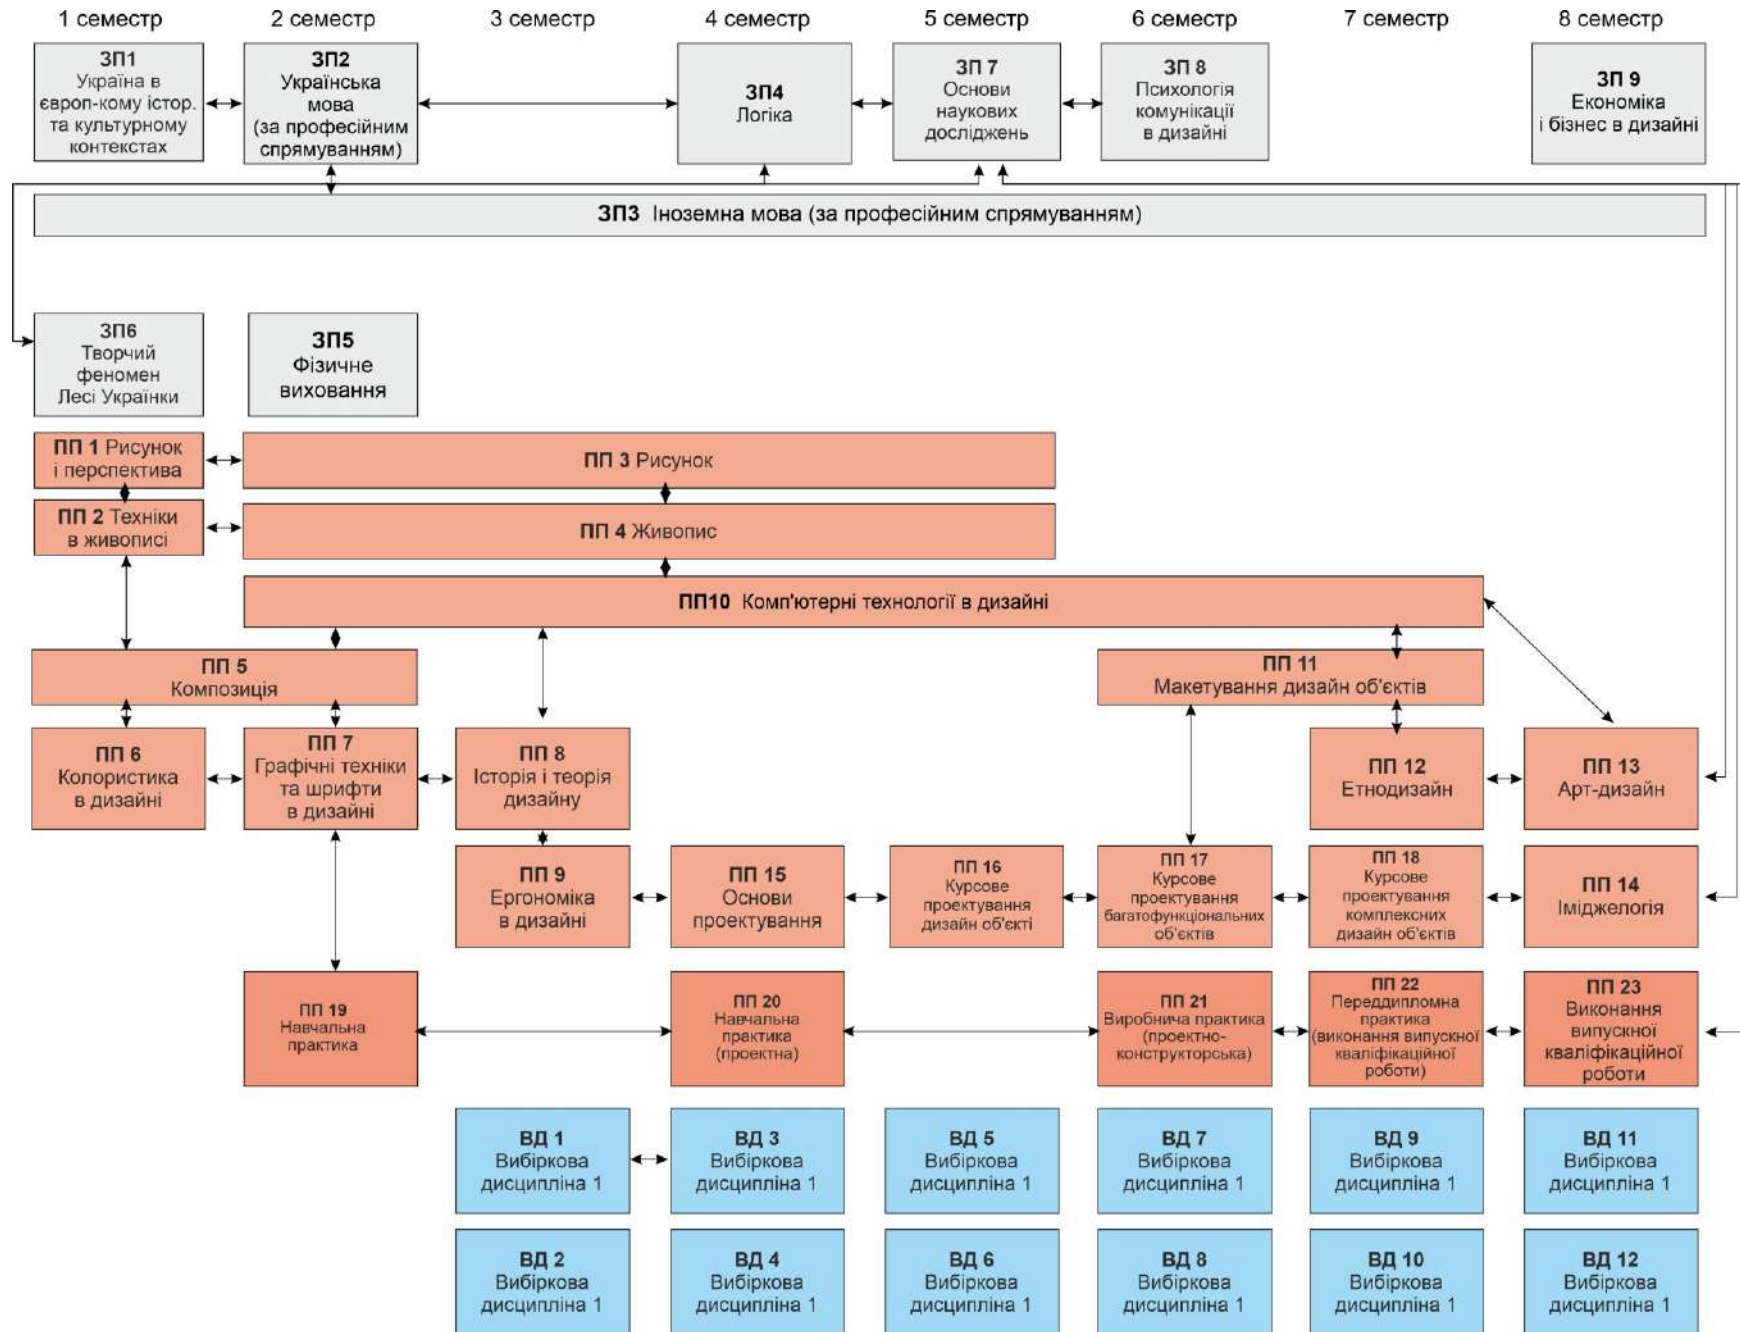 1 семестр
2 семестр
3 семестр
4 семестр
5 семестр
6 семестр
7 семестр
8 семестр
ЗП1
Україна в
європ-кому істор.
та культурному
контекстах
ЗП2
Українська
мова
(за професійним
спрямуванням)
ЗП4
Логіка
ЗП 7
Основи
наукових
досліджень
ЗП 8
Психологія
комунікації
в дизайні
ЗП 9
Економіка
і бізнес в дизайні
ЗП3 Іноземна мова (за професійним спрямуванням)
ЗП6
Творчий
феномен
Лесі Українки
ЗП5
Фізичне
виховання
ПП 1 Рисунок
і перспектива
ПП 3 Рисунок
ПП 2 Техніки
в живописі
ПП 4 Живопис
ПП10 Комп'ютерні технології в дизайні
ПП 5
Композиція
ПП 11
Макетування дизайн об'єктів
ПП 6
Колористика
в дизайні
ПП 7
Графічні техніки
та шрифти
в дизайні
ПП 8
Історія і теорія
дизайну
ПП 12
Етнодизайн
ПП 13
Арт-дизайн
ПП 9
Ергономіка
в дизайні
ПП 15
Основи
проектування
ПП 16
Курсове
проектування
дизайн об'єкті
ПП 17
Курсове
проектування
багатофункціональних
об'єктів
ПП 18
Курсове
проектування
комплексних
дизайн об'єктів
ПП 14
Іміджелогія
ПП 19
Навчальна
практика
ПП 20
Навчальна
практика
(проектна)
ПП 21
Виробнича практика
(проектно-
конструкторська)
ПП 22
Переддипломна
практика
(виконання випускної
кваліфікаційної
роботи)
ПП 23
Виконання
випускної
кваліфікаційної
роботи
ВД 1
Вибіркова
дисципліна 1
ВД 3
Вибіркова
дисципліна 1
ВД 5
Вибіркова
дисципліна 1
ВД 7
Вибіркова
дисципліна 1
ВД 9
Вибіркова
дисципліна 1
ВД 11
Вибіркова
дисципліна 1
ВД 2
Вибіркова
дисципліна 1
ВД 4
Вибіркова
дисципліна 1
ВД 6
Вибіркова
дисципліна 1
ВД 8
Вибіркова
дисципліна 1
ВД 10
Вибіркова
дисципліна 1
ВД 12
Вибіркова
дисципліна 1